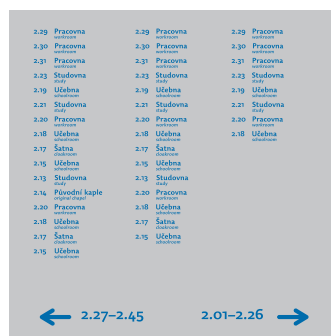 2.29 Pracovna
workroom
2.30 Pracovna
workroom
2.31 Pracovna
workroom
2.23 Studovna
study
2.19 Učebna
schoolroom
2.21 Studovna
study
2.20 Pracovna
workroom
2.18 Učebna
schoolroom
2.17 Šatna
cloakroom
2.15 Učebna
schoolroom
2.13 Studovna
study
2.14 Původní kaple
original chapel
2.20 Pracovna
workroom
2.18 Učebna
schoolroom
2.17 Šatna
cloakroom
2.15 Učebna
schoolroom
2.29 Pracovna
workroom
2.30 Pracovna
workroom
2.31 Pracovna
workroom
2.23 Studovna
study
2.19 Učebna
schoolroom
2.21 Studovna
study
2.20 Pracovna
workroom
2.18 Učebna
schoolroom
2.17 Šatna
cloakroom
2.15 Učebna
schoolroom
2.13 Studovna
study
2.20 Pracovna
workroom
2.18 Učebna
schoolroom
2.17 Šatna
cloakroom
2.15 Učebna
schoolroom
2.29 Pracovna
workroom
2.30 Pracovna
workroom
2.31 Pracovna
workroom
2.23 Studovna
study
2.19 Učebna
schoolroom
2.21 Studovna
study
2.20 Pracovna
workroom
2.18 Učebna
schoolroom
← 2.27–2.45
2.01–2.26 →